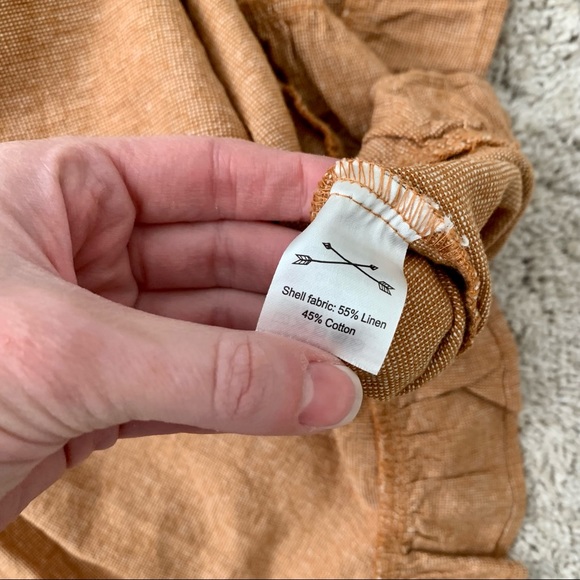 Shell fabric: 55% Linen
45% Cotton